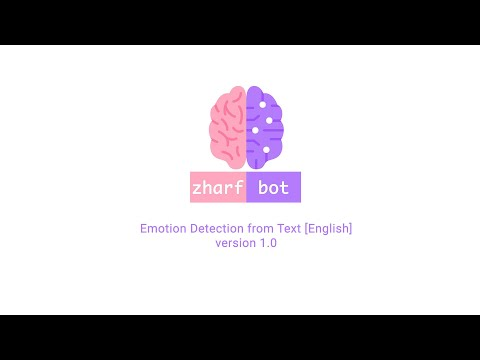 zharf bot
Emotion Detection from Text [English]
version 1.0